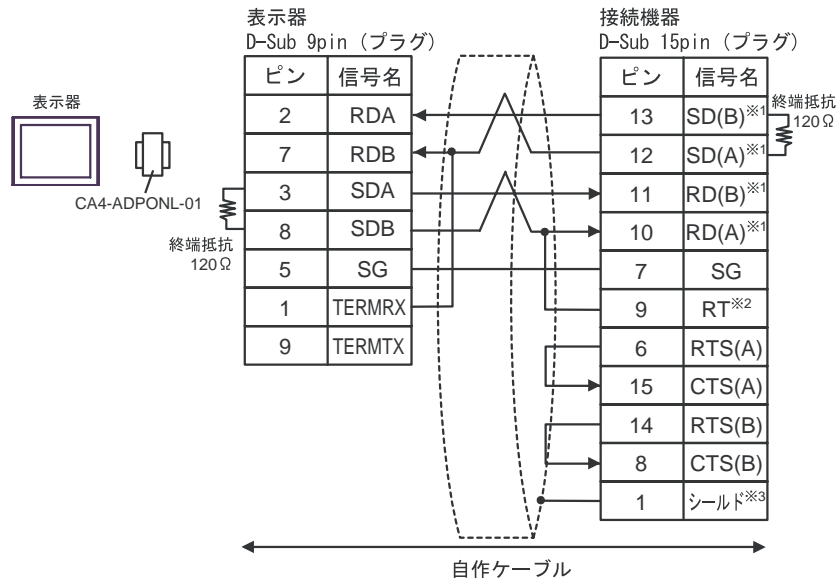 表示器
D-Sub 9pin (プラグ)
ピン 信号名
2 RDA
7 RDB
3 SDA
8 SDB
5 SG
1 TERMRX
9 TERMTX
接続機器
D-Sub 15pin (プラグ)
ピン 信号名
13 SD(B)※1
12 SD(A)※1
11 RD(B)※1
10 RD(A)※1
7 SG
9 RT※2
6 RTS(A)
15 CTS(A)
14 RTS(B)
8 CTS(B)
1 シールド※3
表示器
CA4-ADPONL-01
終端抵抗
120Ω
終端抵抗
120Ω
自作ケーブル